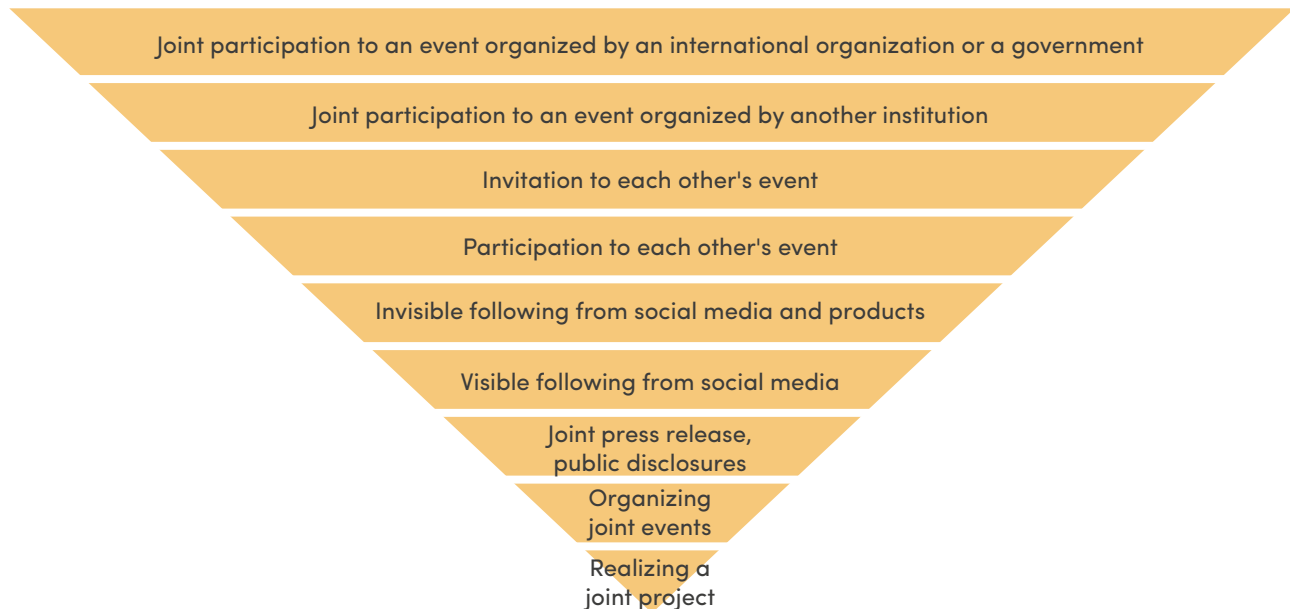 Joint participation to an event organized by an international organization or a government
Joint participation to an event organized by another institution
Invitation to each other's event
Participation to each other's event
Invisible following from social media and products
Visible following from social media
Joint press release,
public disclosures
Organizing
joint events
Realizing a
joint project